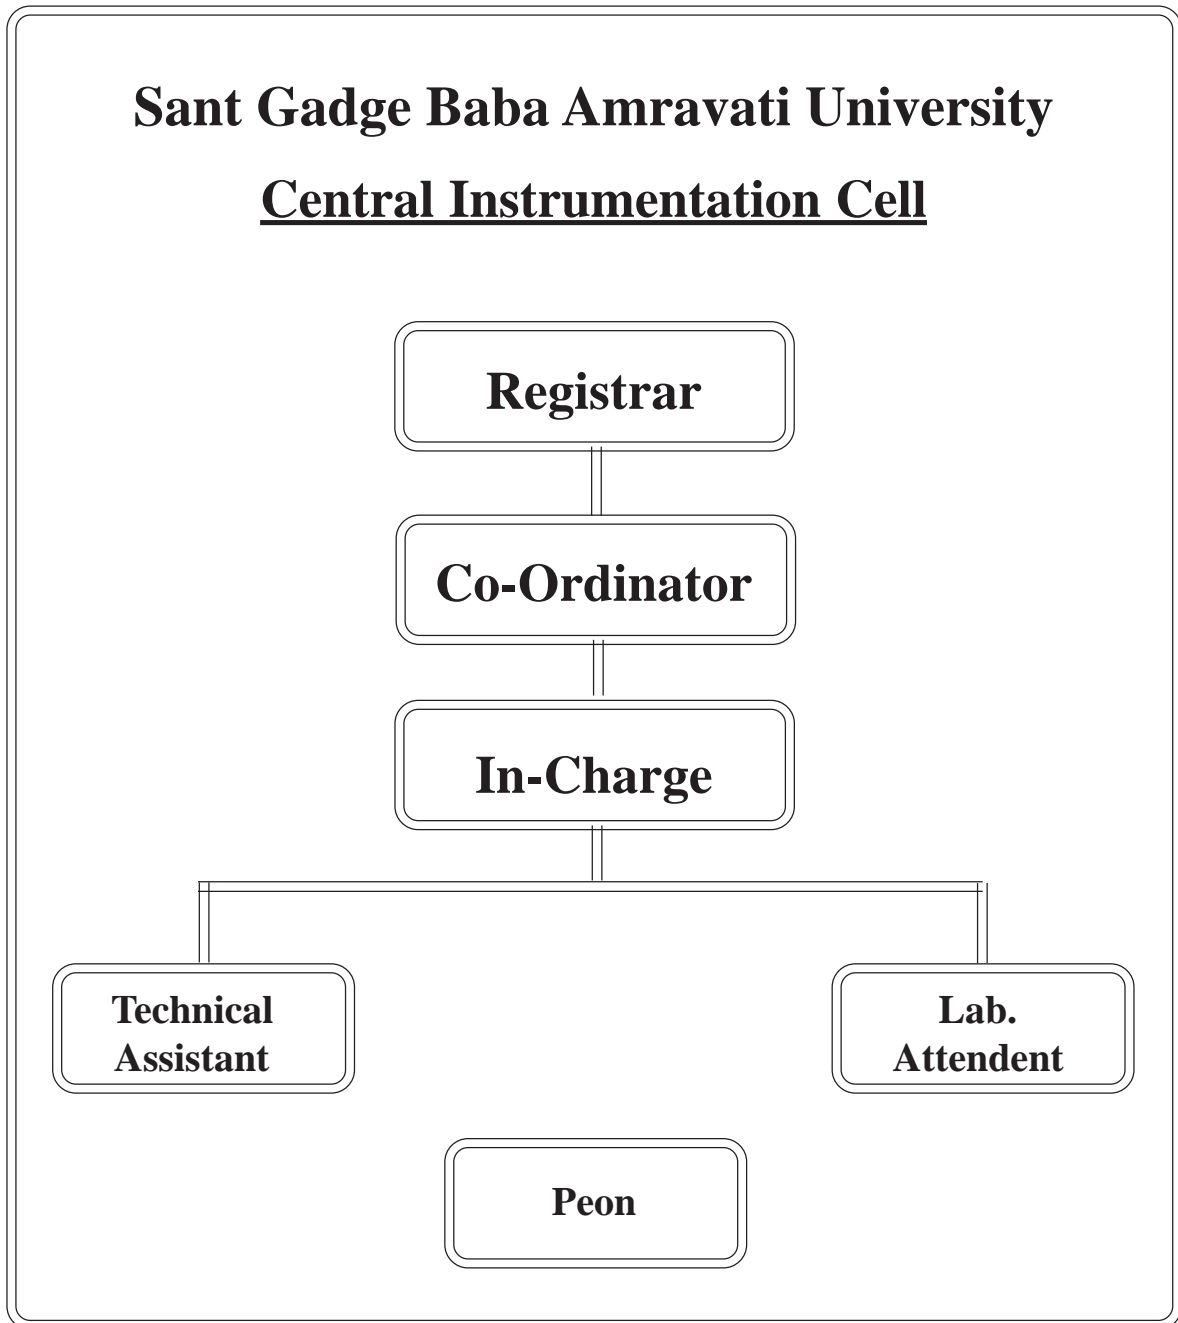 Sant Gadge Baba Amravati University
Central Instrumentation Cell
Registrar
Co-Ordinator
In-Charge
Technical
Assistant
Lab.
Attendent
Peon